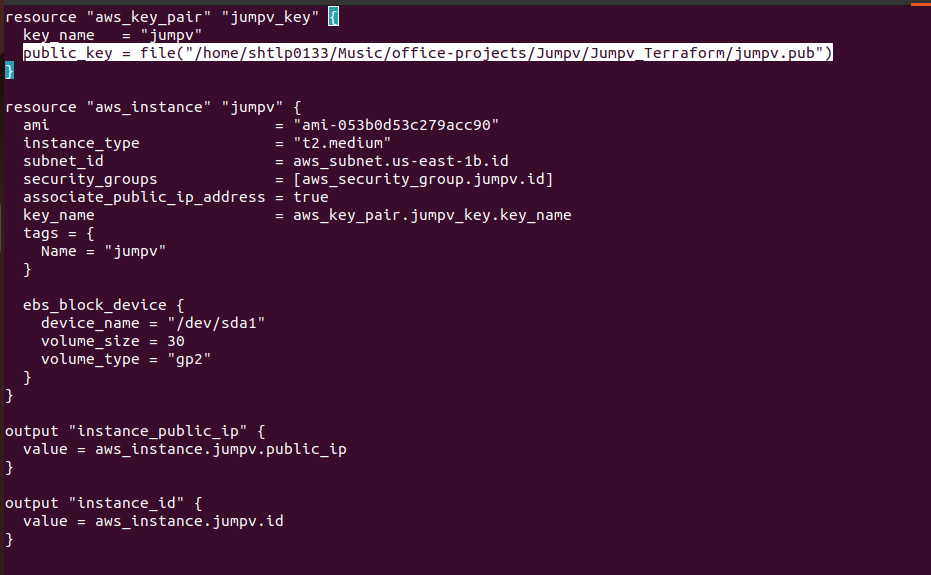 resource "aws_key_pair" "jumpv_key" {
  key_name   = "jumpv"
  public_key = file("/home/shtlp0133/Music/office-projects/Jumpv/Jumpv_Terraform/jumpv.pub")
}

resource "aws_instance" "jumpv" {
  ami                         = "ami-053b0d53c279acc90"
  instance_type               = "t2.medium"
  subnet_id                   = aws_subnet.us-east-1b.id
  security_groups             = [aws_security_group.jumpv.id]
  associate_public_ip_address = true
  key_name                    = aws_key_pair.jumpv_key.key_name
  tags = {
    Name = "jumpv"
  }

  ebs_block_device {
    device_name = "/dev/sda1"
    volume_size = 30
    volume_type = "gp2"
  }
}

output "instance_public_ip" {
  value = aws_instance.jumpv.public_ip
}

output "instance_id" {
  value = aws_instance.jumpv.id
}